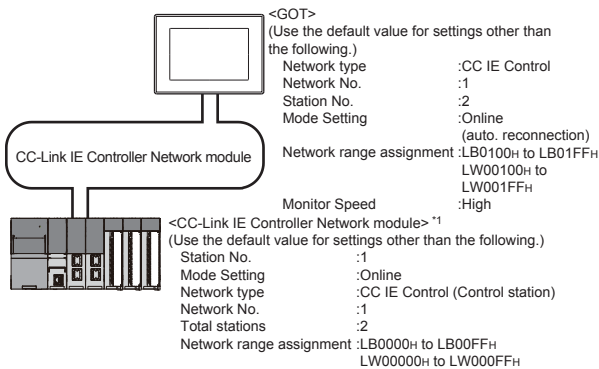 <GOT>
(Use the default value for settings other than
the following.)
Network type :CC IE Control
Network No. :1
Station No. :2
Mode Setting :Online
(auto. reconnection)
Network range assignment :LB0100H to LB01FFH
LW00100H to
LW001FFH
Monitor Speed :High
CC-Link IE Controller Network module
<CC-Link IE Controller Network module> *1
(Use the default value for settings other than the following.)
Station No. :1
Mode Setting :Online
Network type :CC IE Control (Control station)
Network No. :1
Total stations :2
Network range assignment :LB0000H to LB00FFH
LW00000H to LW000FFH